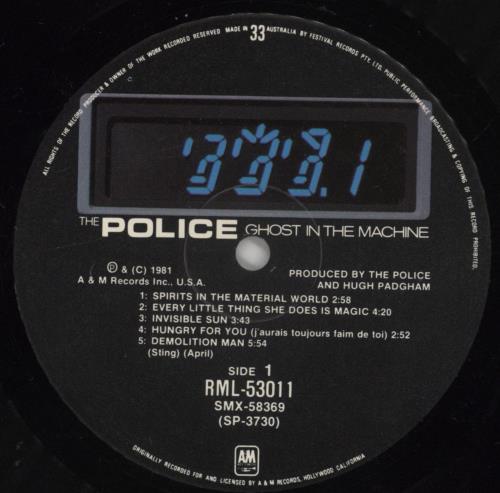 ALL RIGHTS OF THE RECORD PRODUCER & OWNER OF THE WORK RECORDED RESERVED MADE IN 33 AUSTRALIA BY FESTIVAL RECORDS PTY. LTD. PUBLIC PERFORMANCE BROADCASTING & COPYING OF THIS RECORD PROHIBITED.
THE POLICE GHOST IN THE MACHINE
℗ & (C) 1981
A & M Records Inc., U.S.A.
PRODUCED BY THE POLICE
AND HUGH PADGHAM
1: SPIRITS IN THE MATERIAL WORLD 2:58
2: EVERY LITTLE THING SHE DOES IS MAGIC 4:20
3: INVISIBLE SUN 3:43
4: HUNGRY FOR YOU (j'aurais toujours faim de toi) 2:52
5: DEMOLITION MAN 5:54
(Sting) (April)
SIDE 1
RML-53011
SMX-58369
(SP-3730)
AM
ORIGINALLY RECORDED FOR AND LICENSED BY A & M RECORDS, HOLLYWOOD CALIFORNIA